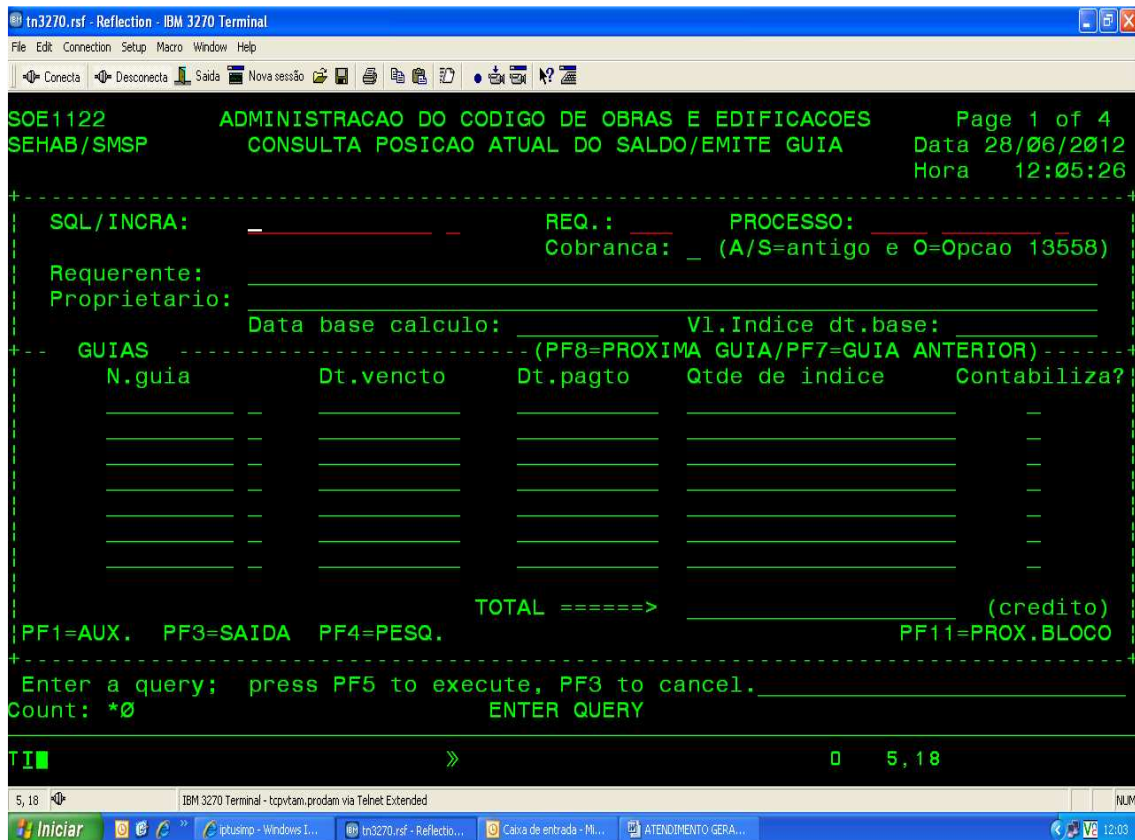 tn3270.rsf - Reflection - IBM 3270 Terminal
File Edit Connection Setup Macro Window Help
Conecta Desconecta Saida Nova sessão
SOE1122 ADMINISTRACAO DO CODIGO DE OBRAS E EDIFICACOES Page 1 of 4
SEHAB/SMSP CONSULTA POSICAO ATUAL DO SALDO/EMITE GUIA Data 28/06/2012
Hora 12:05:26
SQL/INCRA: REQ.: PROCESSO:
Cobranca: _ (A/S=antigo e O=Opcao 13558)
Requerente:
Proprietario:
Data base calculo: Vl.Indice dt.base:
GUIAS (PF8=PROXIMA GUIA/PF7=GUIA ANTERIOR)
N.guia Dt.vencto Dt.pagto Qtde de indice Contabiliza?
TOTAL ======> (credito)
PF1=AUX. PF3=SAIDA PF4=PESQ. PF11=PROX.BLOCO
Enter a query; press PF5 to execute, PF3 to cancel.
Count: *0 ENTER QUERY
TI » 5,18
5, 18 IBM 3270 Terminal - tcpvtam.prodam via Telnet Extended NUM
Iniciar » iptusimp - Windows I... tn3270.rsf - Reflectio... Caixa de entrada - Mi... ATENDIMENTO GERA... 12:03